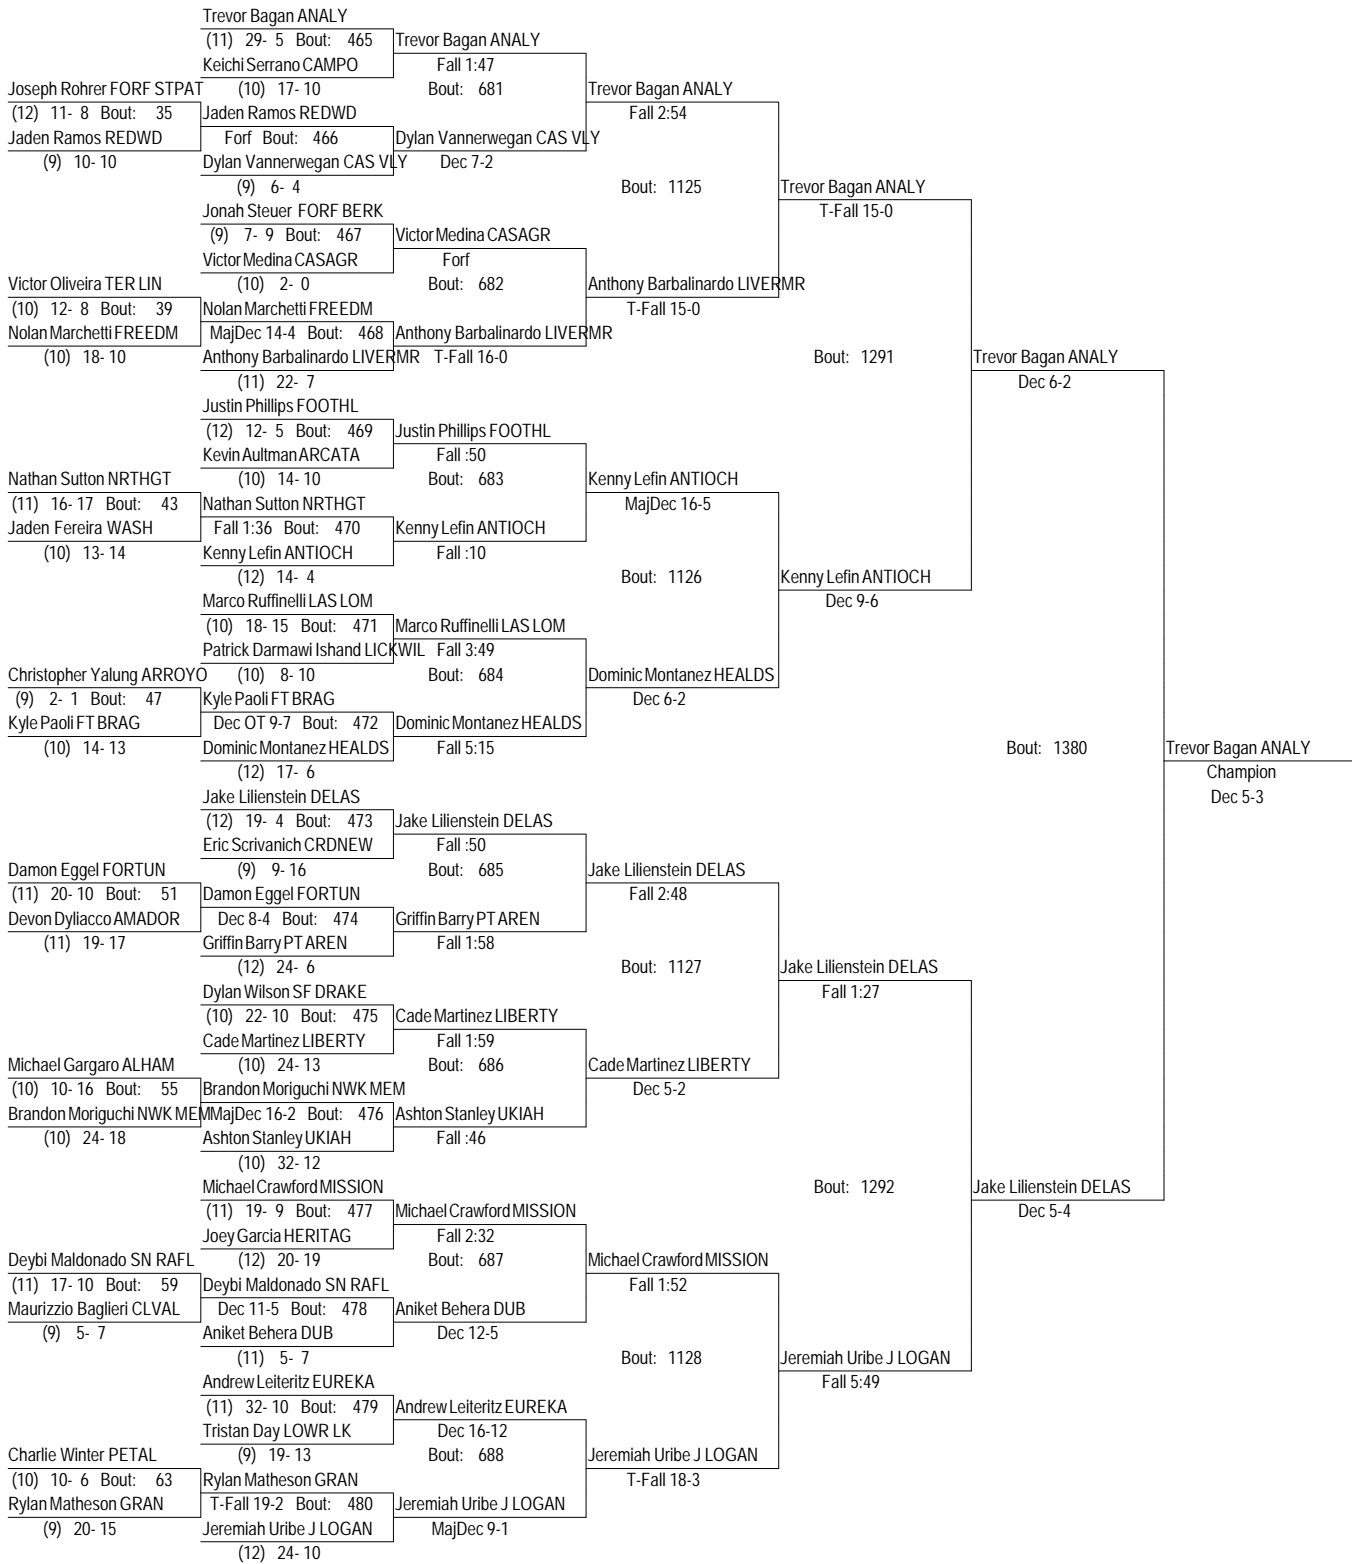 Trevor Bagan ANALY
(11) 29- 5 Bout: 465 Trevor Bagan ANALY
Keichi Serrano CAMPO Fall 1:47
Joseph Rohrer FORF STPAT (10) 17- 10 Bout: 681 Trevor Bagan ANALY
(12) 11- 8 Bout: 35 Jaden Ramos REDWD Fall 2:54
Jaden Ramos REDWD Forf Bout: 466 Dylan Vannerwegan CAS VLY
(9) 10- 10 Dylan Vannerwegan CAS VLY Dec 7-2
(9) 6- 4 Bout: 1125 Trevor Bagan ANALY
Jonah Steuer FORF BERK T-Fall 15-0
(9) 7- 9 Bout: 467 Victor Medina CASAGR
Victor Medina CASAGR Forf
Victor Oliveira TER LIN (10) 2- 0 Bout: 682 Anthony Barbalinardo LIVERMR
(10) 12- 8 Bout: 39 Nolan Marchetti FREEDM T-Fall 15-0
Nolan Marchetti FREEDM MajDec 14-4 Bout: 468 Anthony Barbalinardo LIVERMR
(10) 18- 10 Anthony Barbalinardo LIVERMR T-Fall 16-0 Bout: 1291 Trevor Bagan ANALY
(11) 22- 7 Dec 6-2
Justin Phillips FOOTHL
(12) 12- 5 Bout: 469 Justin Phillips FOOTHL
Kevin Aultman ARCATA Fall :50
Nathan Sutton NRTHGT (10) 14- 10 Bout: 683 Kenny Lefin ANTIOCH
(11) 16- 17 Bout: 43 Nathan Sutton NRTHGT MajDec 16-5
Jaden Fereira WASH Fall 1:36 Bout: 470 Kenny Lefin ANTIOCH
(10) 13- 14 Kenny Lefin ANTIOCH Fall :10
(12) 14- 4 Bout: 1126 Kenny Lefin ANTIOCH
Marco Ruffinelli LAS LOM Dec 9-6
(10) 18- 15 Bout: 471 Marco Ruffinelli LAS LOM
Patrick Darmawi Ishand LICKWIL Fall 3:49
Christopher Yalung ARROYO (10) 8- 10 Bout: 684 Dominic Montanez HEALDS
(9) 2- 1 Bout: 47 Kyle Paoli FT BRAG Dec 6-2
Kyle Paoli FT BRAG Dec OT 9-7 Bout: 472 Dominic Montanez HEALDS
(10) 14- 13 Dominic Montanez HEALDS Fall 5:15 Bout: 1380 Trevor Bagan ANALY
(12) 17- 6 Champion
Jake Lilienstein DELAS Dec 5-3
(12) 19- 4 Bout: 473 Jake Lilienstein DELAS
Eric Scrivanich CRDNEW Fall :50
Damon Eggel FORTUN (9) 9- 16 Bout: 685 Jake Lilienstein DELAS
(11) 20- 10 Bout: 51 Damon Eggel FORTUN Fall 2:48
Devon Dyliacco AMADOR Dec 8-4 Bout: 474 Griffin Barry PT AREN
(11) 19- 17 Griffin Barry PT AREN Fall 1:58
(12) 24- 6 Bout: 1127 Jake Lilienstein DELAS
Dylan Wilson SF DRAKE Fall 1:27
(10) 22- 10 Bout: 475 Cade Martinez LIBERTY
Cade Martinez LIBERTY Fall 1:59
Michael Gargaro ALHAM (10) 24- 13 Bout: 686 Cade Martinez LIBERTY
(10) 10- 16 Bout: 55 Brandon Moriguchi NWK MEM Dec 5-2
Brandon Moriguchi NWK MEM MajDec 16-2 Bout: 476 Ashton Stanley UKIAH
(10) 24- 18 Ashton Stanley UKIAH Fall :46
(10) 32- 12
Michael Crawford MISSION Bout: 1292 Jake Lilienstein DELAS
(11) 19- 9 Bout: 477 Michael Crawford MISSION Dec 5-4
Joey Garcia HERITAG Fall 2:32
Deybi Maldonado SN RAFL (12) 20- 19 Bout: 687 Michael Crawford MISSION
(11) 17- 10 Bout: 59 Deybi Maldonado SN RAFL Fall 1:52
Maurizzio Baglieri CLVAL Dec 11-5 Bout: 478 Aniket Behera DUB
(9) 5- 7 Aniket Behera DUB Dec 12-5
(11) 5- 7 Bout: 1128 Jeremiah Uribe J LOGAN
Andrew Leiteritz EUREKA Fall 5:49
(11) 32- 10 Bout: 479 Andrew Leiteritz EUREKA
Tristan Day LOWR LK Dec 16-12
Charlie Winter PETAL (9) 19- 13 Bout: 688 Jeremiah Uribe J LOGAN
(10) 10- 6 Bout: 63 Rylan Matheson GRAN T-Fall 18-3
Rylan Matheson GRAN T-Fall 19-2 Bout: 480 Jeremiah Uribe J LOGAN
(9) 20- 15 Jeremiah Uribe J LOGAN MajDec 9-1
(12) 24- 10